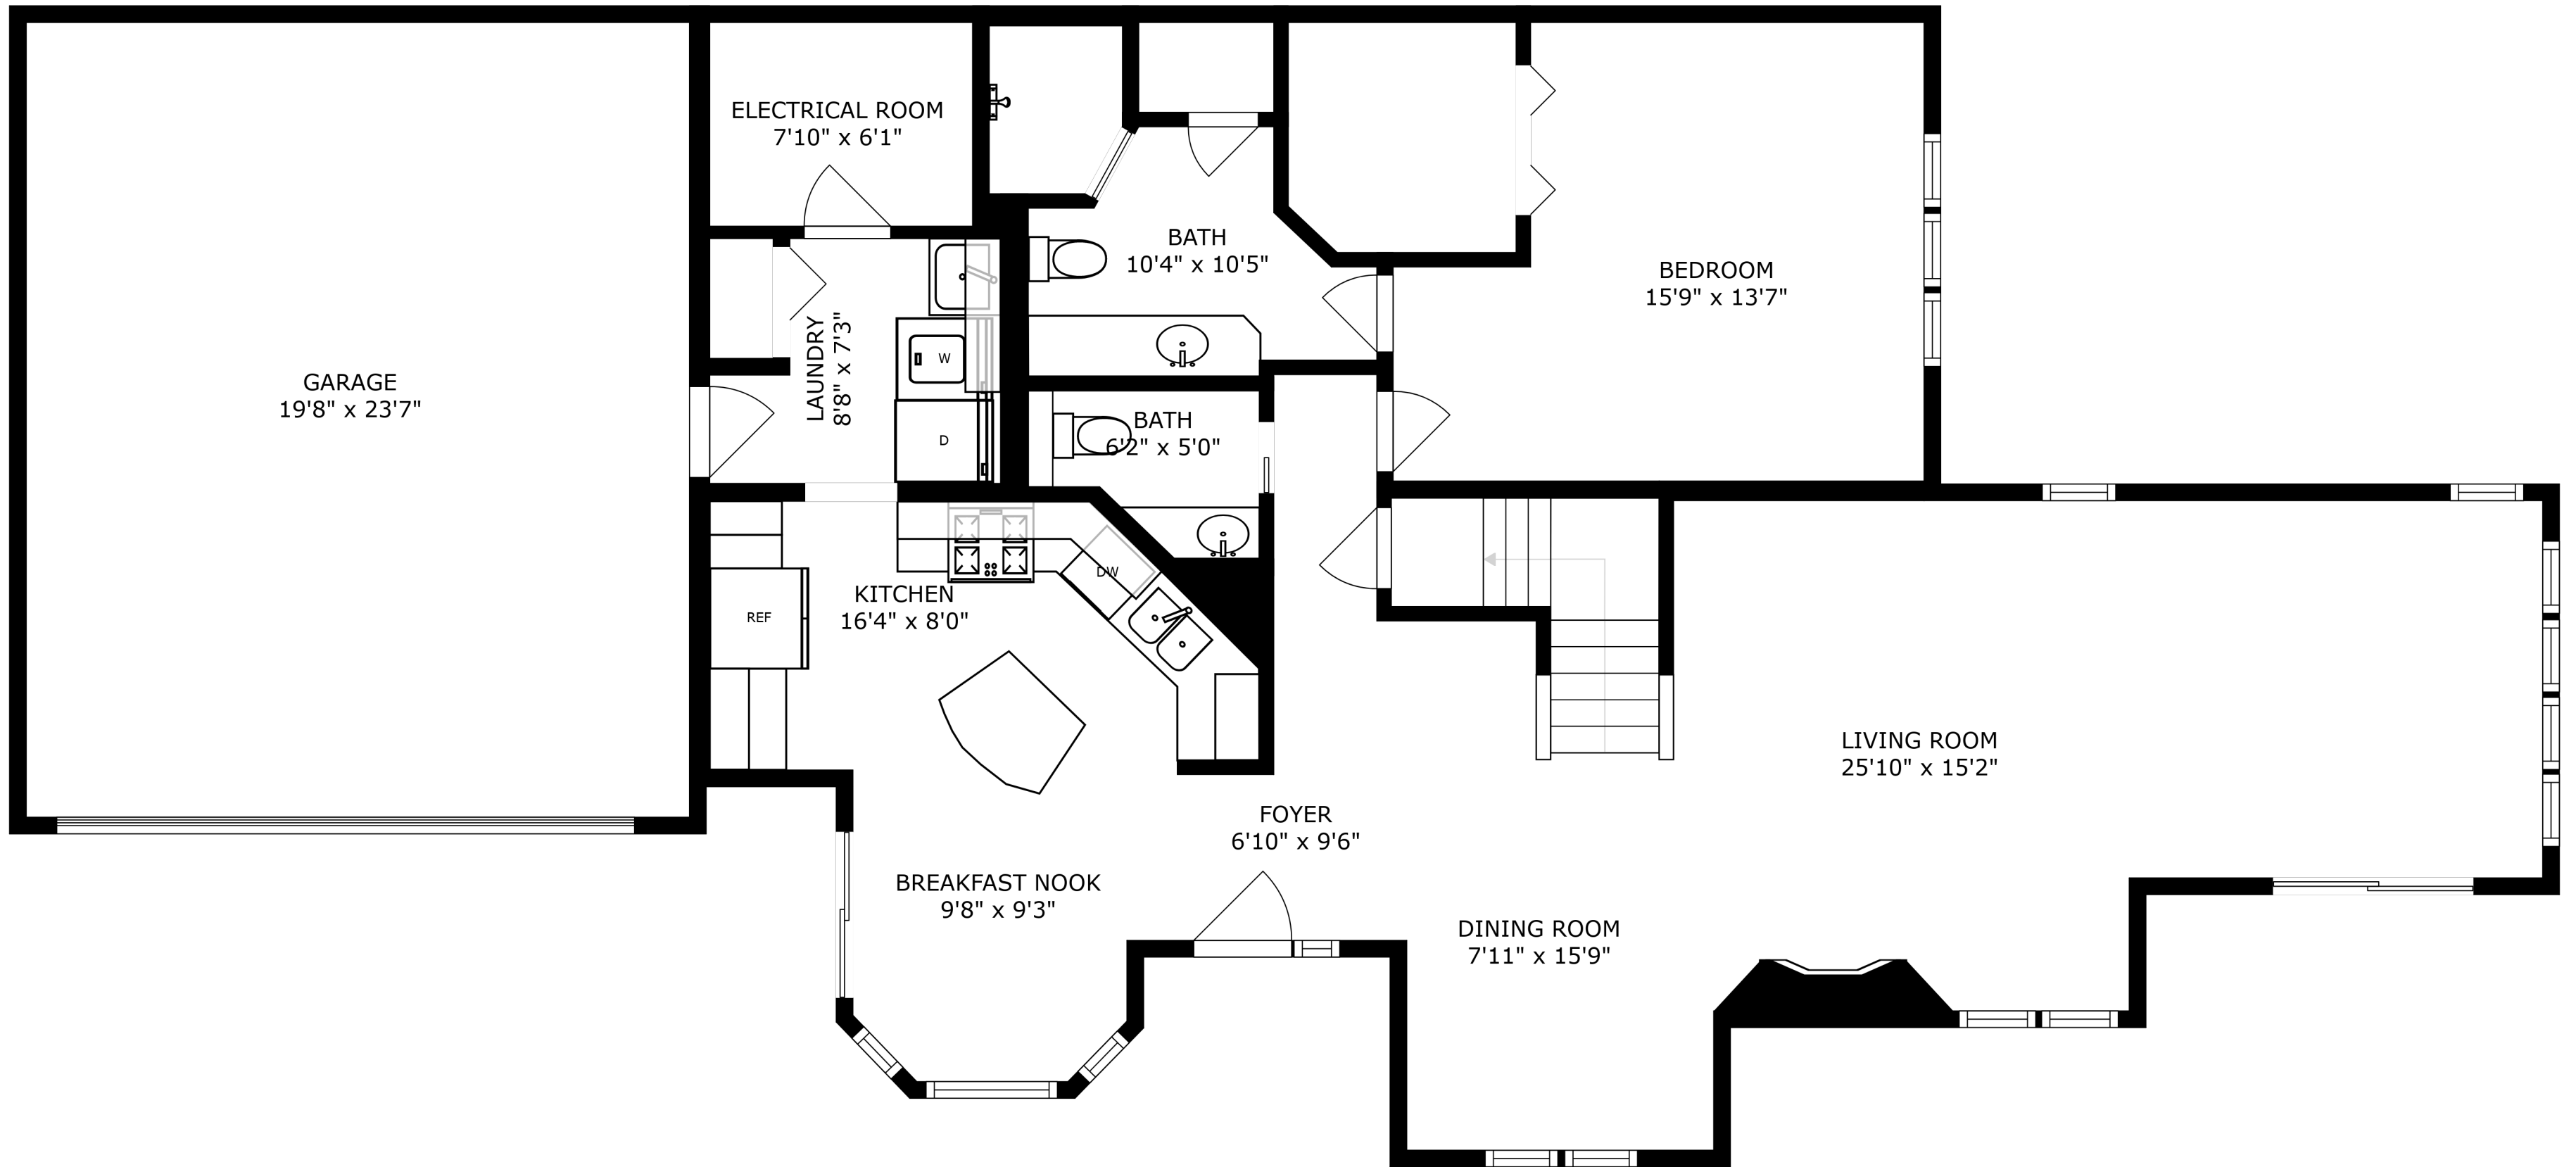 ELECTRICAL ROOM
7'10" x 6'1"
BATH
10'4" x 10'5"
BEDROOM
15'9" x 13'7"
GARAGE
19'8" x 23'7"
LAUNDRY
8'8" x 7'3"
W
D
BATH
6'2" x 5'0"
DW
KITCHEN
16'4" x 8'0"
REF
LIVING ROOM
25'10" x 15'2"
FOYER
6'10" x 9'6"
BREAKFAST NOOK
9'8" x 9'3"
DINING ROOM
7'11" x 15'9"